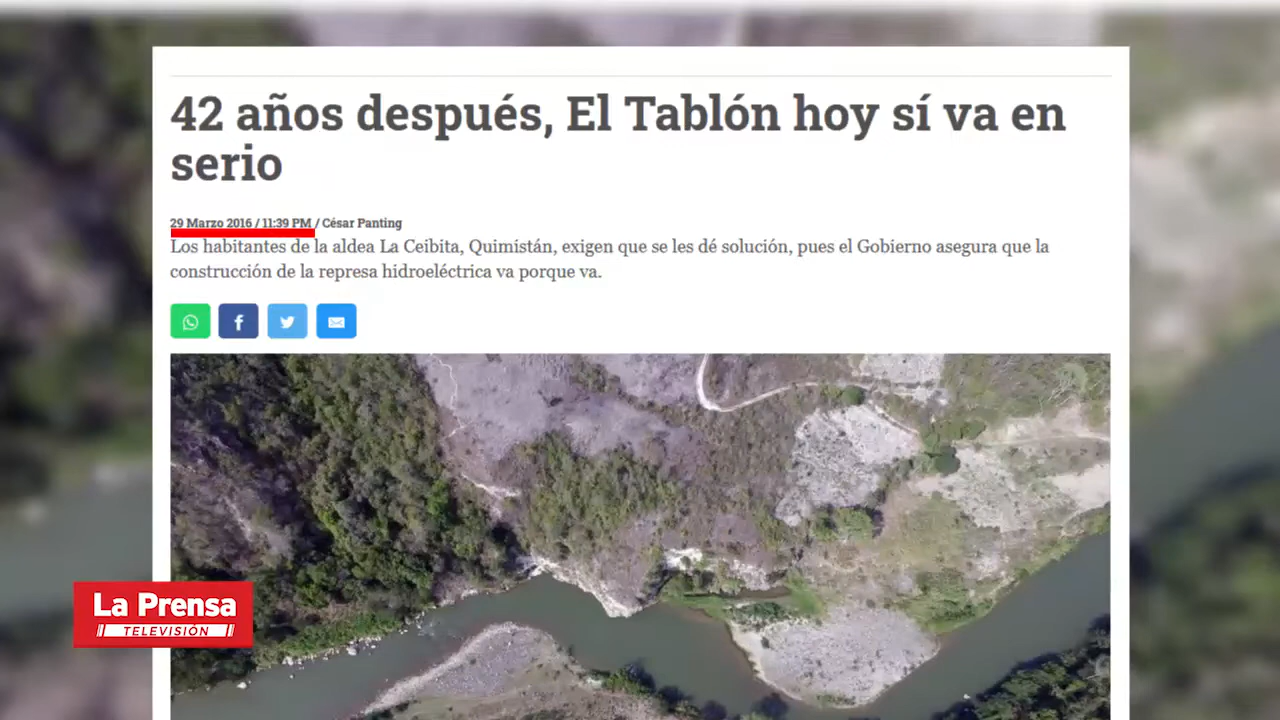 42 años después, El Tablón hoy sí va en
serio
29 Marzo 2016 / 11:39 PM / César Panting
Los habitantes de la aldea La Ceibita, Quimistán, exigen que se les dé solución, pues el Gobierno asegura que la
construcción de la represa hidroeléctrica va porque va.
La Prensa
TELEVISIÓN